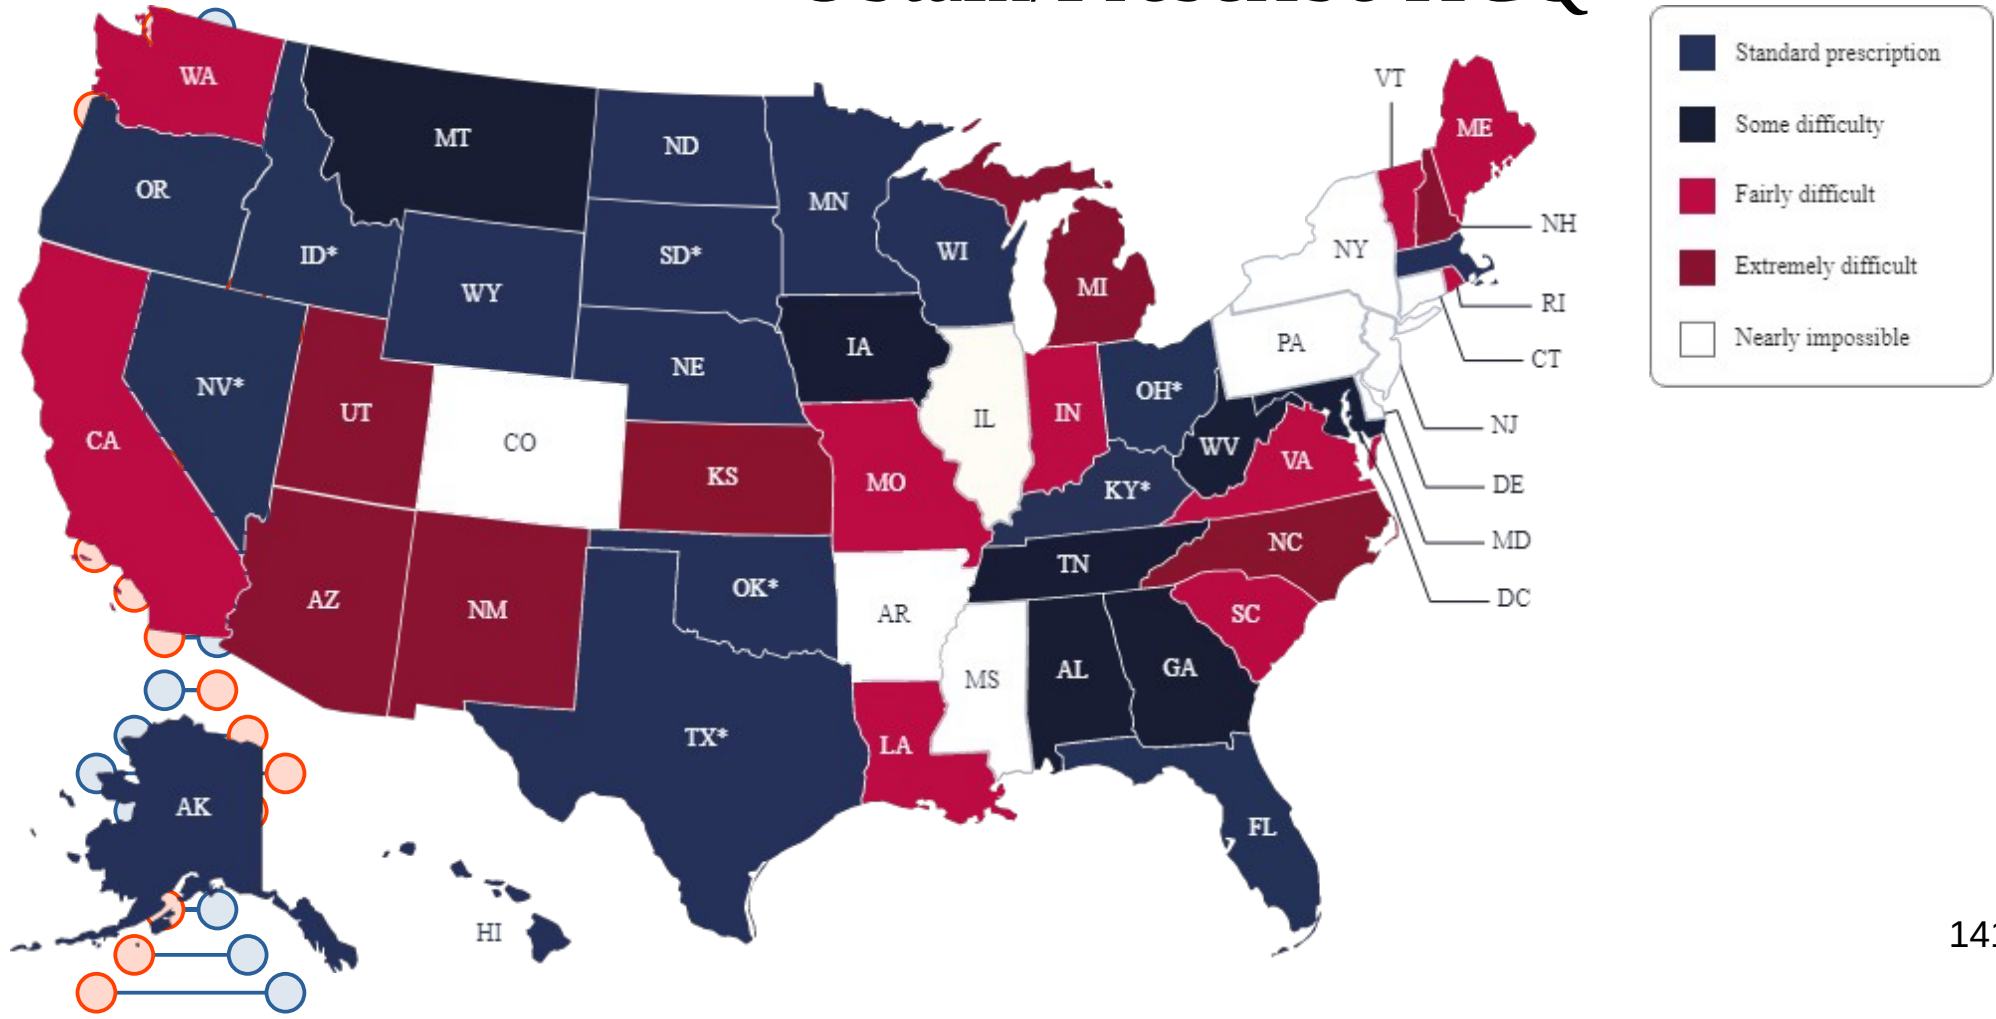 Standard prescription
Some difficulty
Fairly difficult
Extremely difficult
Nearly impossible
WA
MT
ND
VT
ME
OR
MN
ID*
SD*
WI
NH
NY
WY
MI
RI
IA
PA
CT
NV*
NE
OH*
UT
IN
NJ
CO
IL
CA
WV
VA
KS
MO
KY*
DE
NC
MD
TN
AZ
NM
OK*
AR
SC
DC
MS
AL
GA
TX*
LA
AK
FL
HI